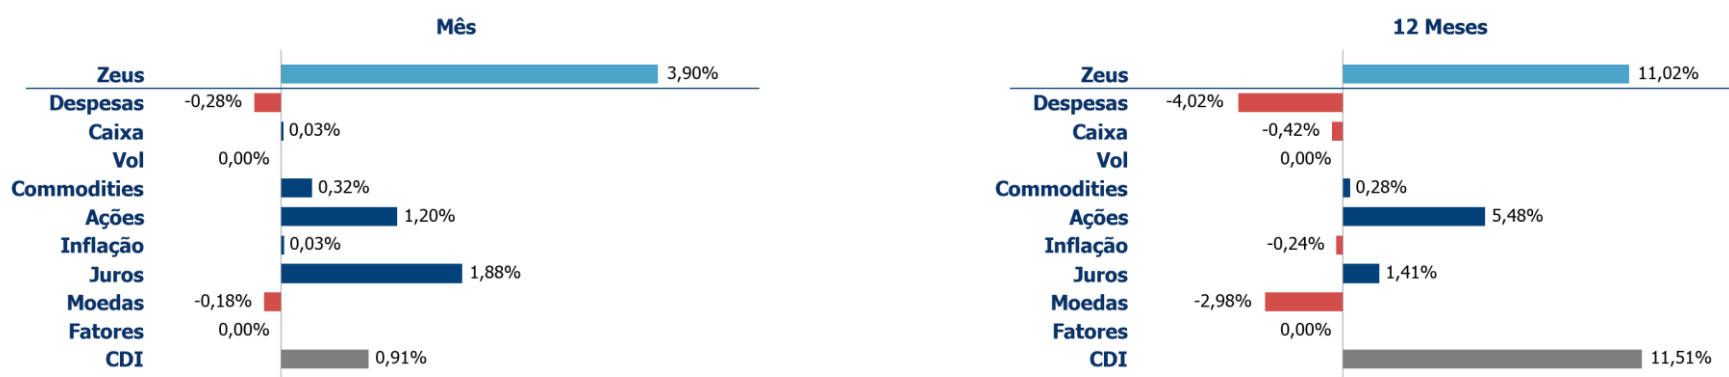 Mês
Zeus 3,90%
Despesas -0,28%
Caixa 0,03%
Vol 0,00%
Commodities 0,32%
Ações 1,20%
Inflação 0,03%
Juros 1,88%
Moedas -0,18%
Fatores 0,00%
CDI 0,91%
12 Meses
Zeus 11,02%
Despesas -4,02%
Caixa -0,42%
Vol 0,00%
Commodities 0,28%
Ações 5,48%
Inflação -0,24%
Juros 1,41%
Moedas -2,98%
Fatores 0,00%
CDI 11,51%